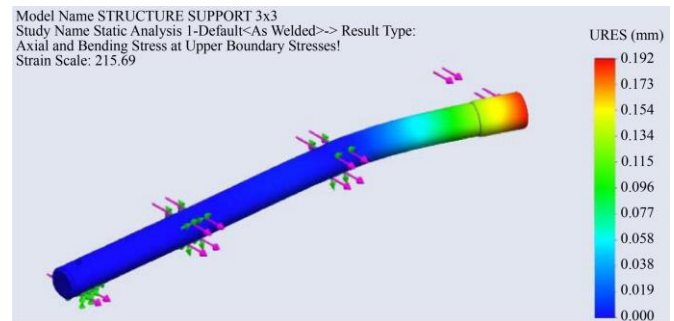 Model Name STRUCTURE SUPPORT 3x3
Study Name Static Analysis 1-Default<As Welded>-> Result Type:
Axial and Bending Stress at Upper Boundary Stresses!
Strain Scale: 215.69
URES (mm)
0.192
0.173
0.154
0.134
0.115
0.096
0.077
0.058
0.038
0.019
0.000